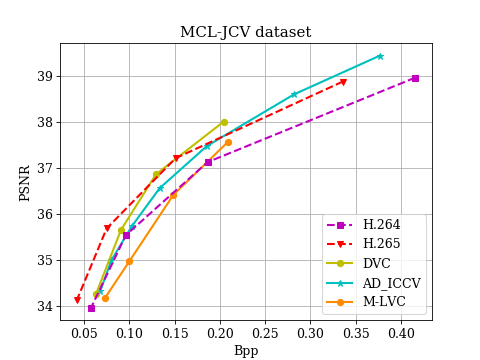 MCL-JCV dataset
PSNR
39
38
37
36
35
34
H.264
H.265
DVC
AD_ICCV
M-LVC
0.05 0.10 0.15 0.20 0.25 0.30 0.35 0.40
Bpp